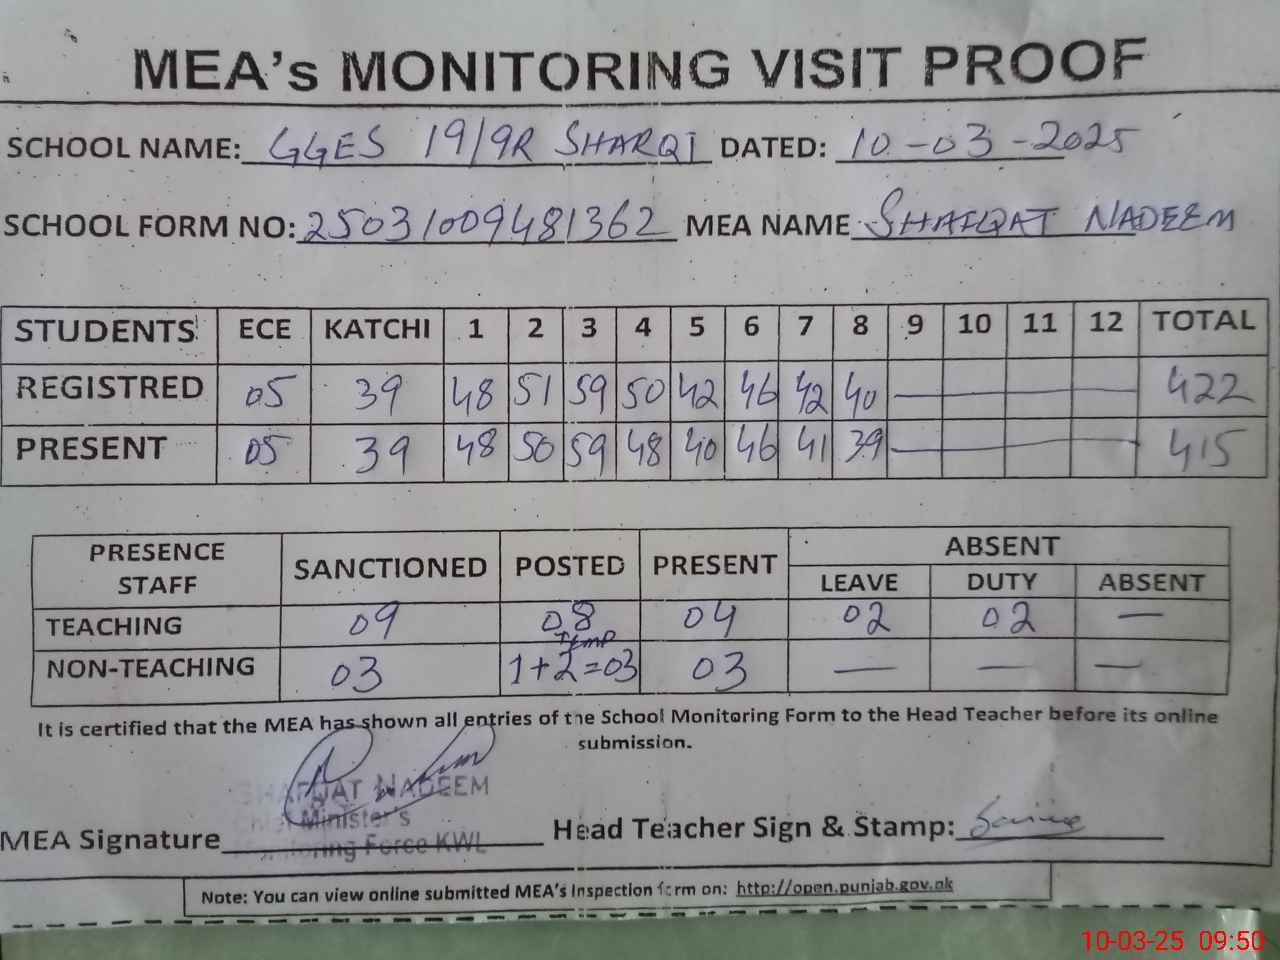 MEA's MONITORING VISIT PROOF
SCHOOL NAME: GGES 19/9R SHARQI DATED: 10-03-2025
SCHOOL FORM NO: 25031009481362 MEA NAME SHAFQAT NADEEM
STUDENTS ECE KATCHI 1 2 3 4 5 6 7 8 9 10 11 12 TOTAL
REGISTRED 05 39 48 51 59 50 42 46 42 40 — 422
PRESENT 05 39 48 50 59 48 40 46 41 39 — 415
PRESENCE STAFF SANCTIONED POSTED PRESENT ABSENT
LEAVE DUTY ABSENT
TEACHING 09 08 04 02 02 —
Temp
NON-TEACHING 03 1+2=03 03 — — —
It is certified that the MEA has shown all entries of the School Monitoring Form to the Head Teacher before its online
submission.
SHAFQAT NADEEM
Chief Minister's
Monitoring Force KWL
MEA Signature Head Teacher Sign & Stamp:
Note: You can view online submitted MEA's Inspection form on: http://open.punjab.gov.pk
10-03-25 09:50